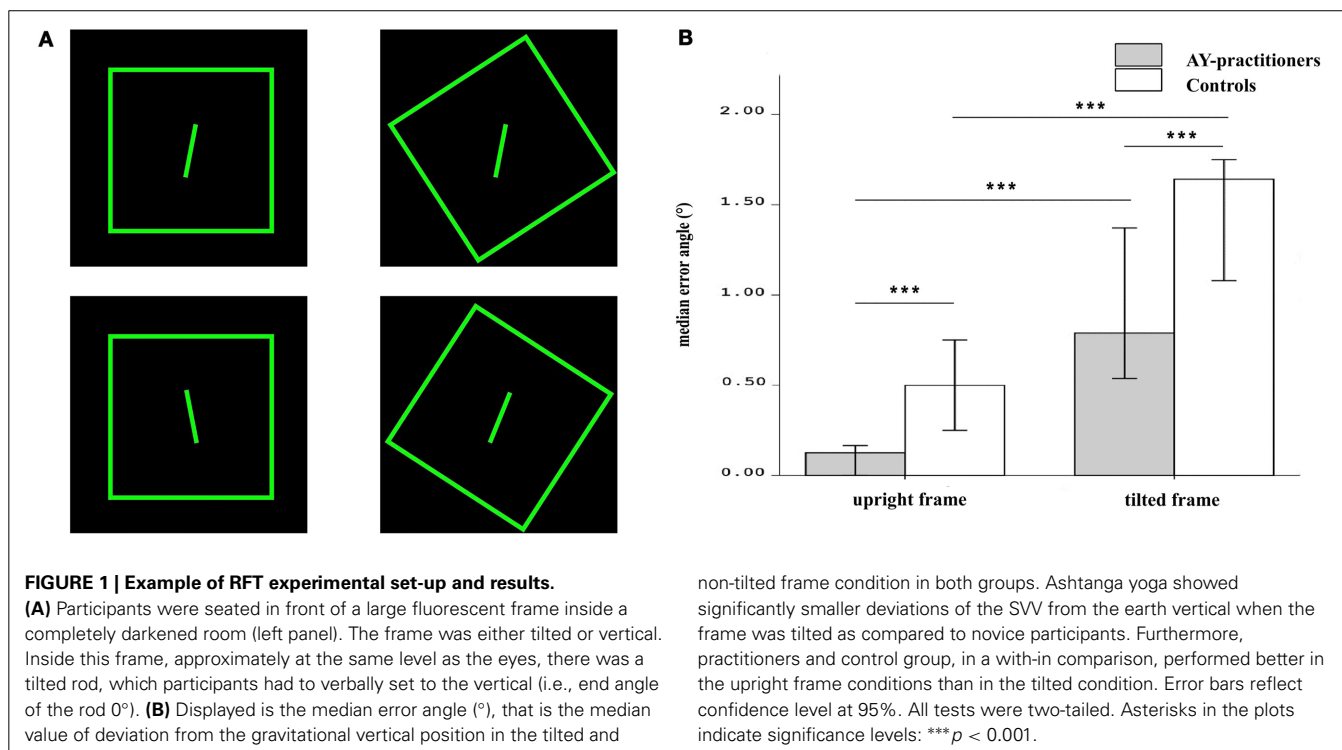 A
B
AY-practitioners
Controls
***
***
***
***
2.00
1.50
1.00
0.50
0.00
median error angle (°)
upright frame
tilted frame
FIGURE 1 | Example of RFT experimental set-up and results.
(A) Participants were seated in front of a large fluorescent frame inside a
completely darkened room (left panel). The frame was either tilted or vertical.
Inside this frame, approximately at the same level as the eyes, there was a
tilted rod, which participants had to verbally set to the vertical (i.e., end angle
of the rod 0°). (B) Displayed is the median error angle (°), that is the median
value of deviation from the gravitational vertical position in the tilted and
non-tilted frame condition in both groups. Ashtanga yoga showed
significantly smaller deviations of the SVV from the earth vertical when the
frame was tilted as compared to novice participants. Furthermore,
practitioners and control group, in a with-in comparison, performed better in
the upright frame conditions than in the tilted condition. Error bars reflect
confidence level at 95%. All tests were two-tailed. Asterisks in the plots
indicate significance levels: ***p < 0.001.